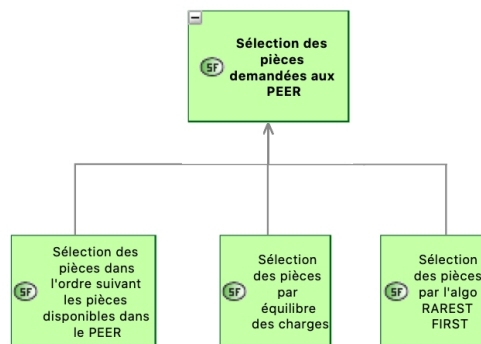 Sélection des
pièces
SF
demandées aux
PEER
Sélection des
pièces dans
l'ordre suivant
SF
les pièces
disponibles dans
le PEER
Sélection
des pièces
SF
par
équilibre
des charges
Sélection
des pièces
SF
par l'algo
RAREST
FIRST